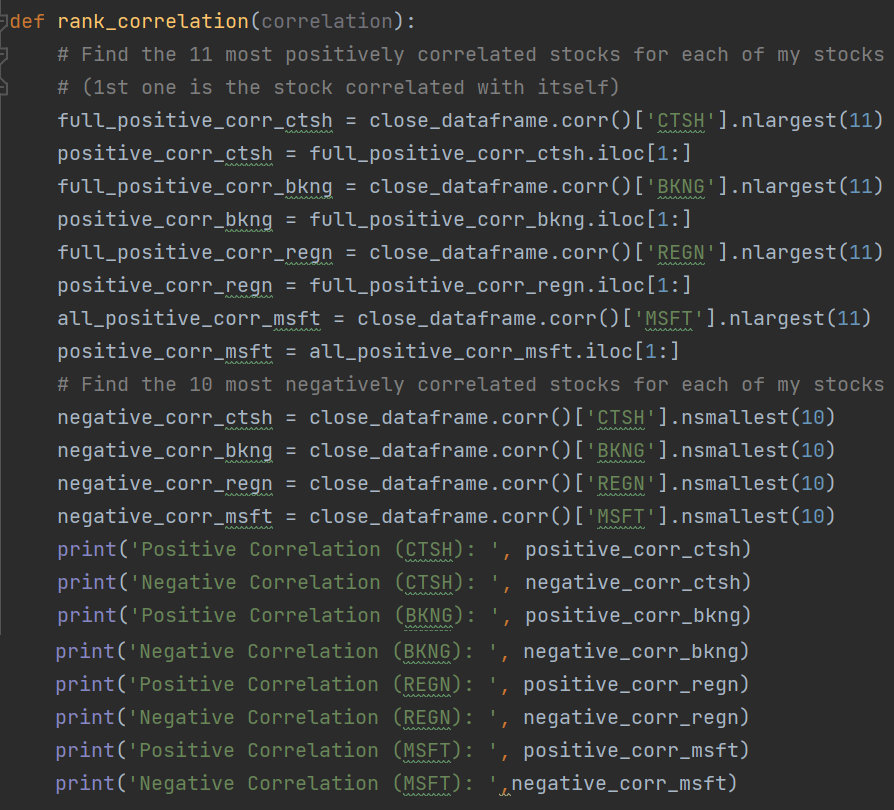 def rank_correlation(correlation):
    # Find the 11 most positively correlated stocks for each of my stocks
    # (1st one is the stock correlated with itself)
    full_positive_corr_ctsh = close_dataframe.corr()['CTSH'].nlargest(11)
    positive_corr_ctsh = full_positive_corr_ctsh.iloc[1:]
    full_positive_corr_bkng = close_dataframe.corr()['BKNG'].nlargest(11)
    positive_corr_bkng = full_positive_corr_bkng.iloc[1:]
    full_positive_corr_regn = close_dataframe.corr()['REGN'].nlargest(11)
    positive_corr_regn = full_positive_corr_regn.iloc[1:]
    all_positive_corr_msft = close_dataframe.corr()['MSFT'].nlargest(11)
    positive_corr_msft = all_positive_corr_msft.iloc[1:]
    # Find the 10 most negatively correlated stocks for each of my stocks
    negative_corr_ctsh = close_dataframe.corr()['CTSH'].nsmallest(10)
    negative_corr_bkng = close_dataframe.corr()['BKNG'].nsmallest(10)
    negative_corr_regn = close_dataframe.corr()['REGN'].nsmallest(10)
    negative_corr_msft = close_dataframe.corr()['MSFT'].nsmallest(10)
    print('Positive Correlation (CTSH): ', positive_corr_ctsh)
    print('Negative Correlation (CTSH): ', negative_corr_ctsh)
    print('Positive Correlation (BKNG): ', positive_corr_bkng)
    print('Negative Correlation (BKNG): ', negative_corr_bkng)
    print('Positive Correlation (REGN): ', positive_corr_regn)
    print('Negative Correlation (REGN): ', negative_corr_regn)
    print('Positive Correlation (MSFT): ', positive_corr_msft)
    print('Negative Correlation (MSFT): ',negative_corr_msft)